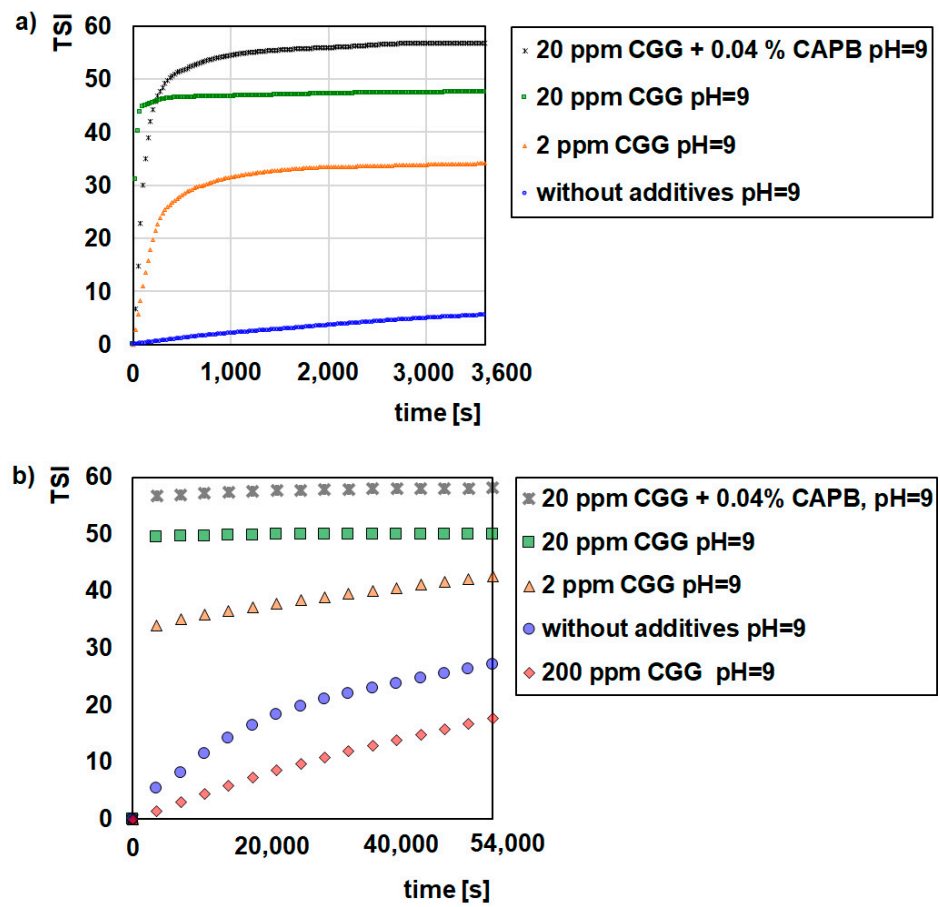 a)
TSI
60
50
40
30
20
10
0
0 1,000 2,000 3,000 3,600
time [s]
20 ppm CGG + 0.04 % CAPB pH=9
20 ppm CGG pH=9
2 ppm CGG pH=9
without additives pH=9
b)
TSI
60
50
40
30
20
10
0
0 20,000 40,000 54,000
time [s]
20 ppm CGG + 0.04% CAPB, pH=9
20 ppm CGG pH=9
2 ppm CGG pH=9
without additives pH=9
200 ppm CGG pH=9